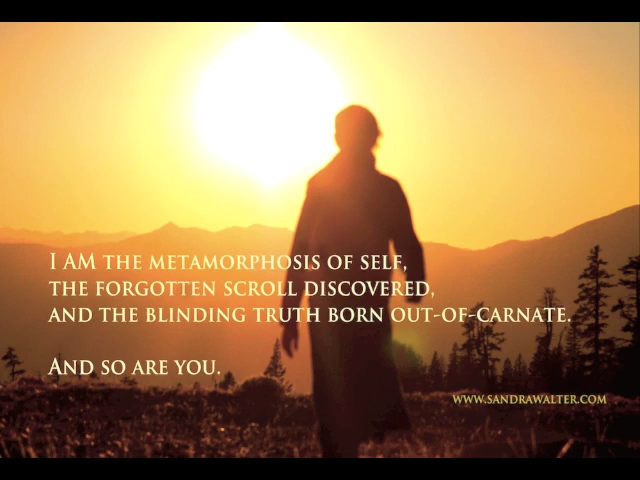 I AM THE METAMORPHOSIS OF SELF,
THE FORGOTTEN SCROLL DISCOVERED,
AND THE BLINDING TRUTH BORN OUT-OF-CARNATE.
AND SO ARE YOU.
WWW.SANDRAWALTER.COM